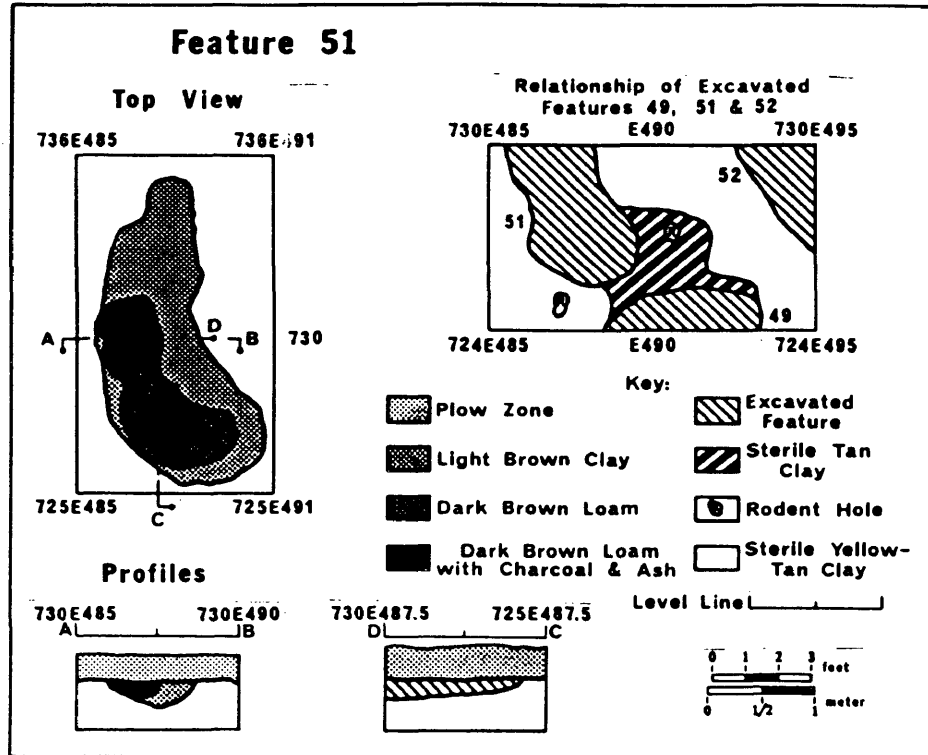 Feature 51
Top View
736E485 736E491
A D B 730
725E485 C 725E491
Relationship of Excavated
Features 49, 51 & 52
730E485 E490 730E495
52
51
49
724E485 E490 724E495
Key:
Plow Zone
Light Brown Clay
Dark Brown Loam
Dark Brown Loam
with Charcoal & Ash
Excavated
Feature
Sterile Tan
Clay
Rodent Hole
Sterile Yellow-
Tan Clay
Level Line
Profiles
730E485 730E490
A B
730E487.5 725E487.5
D C
0 1 2 3 feet
0 1/2 1 meter